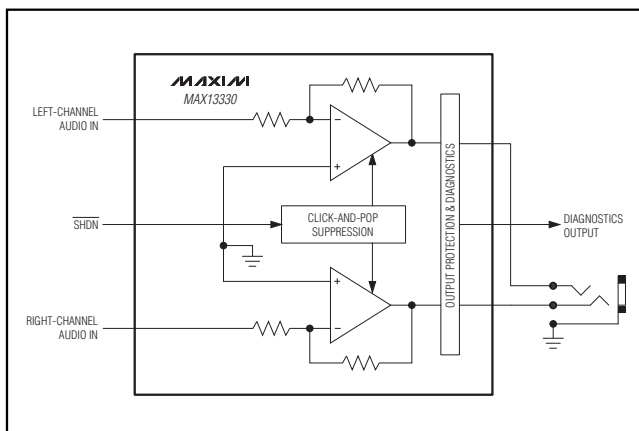 MAXIM
MAX13330
LEFT-CHANNEL
AUDIO IN
−
+
SHDN
CLICK-AND-POP
SUPPRESSION
OUTPUT PROTECTION & DIAGNOSTICS
DIAGNOSTICS
OUTPUT
+
−
RIGHT-CHANNEL
AUDIO IN